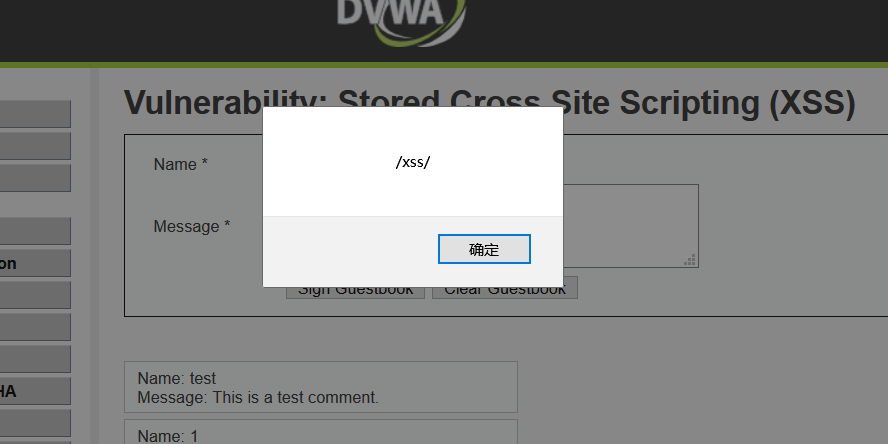 DVWA
Vulnerability: Stored Cross Site Scripting (XSS)
Name *
/xss/
Message *
确定
Sign Guestbook Clear Guestbook
on
HA
Name: test
Message: This is a test comment.
Name: 1